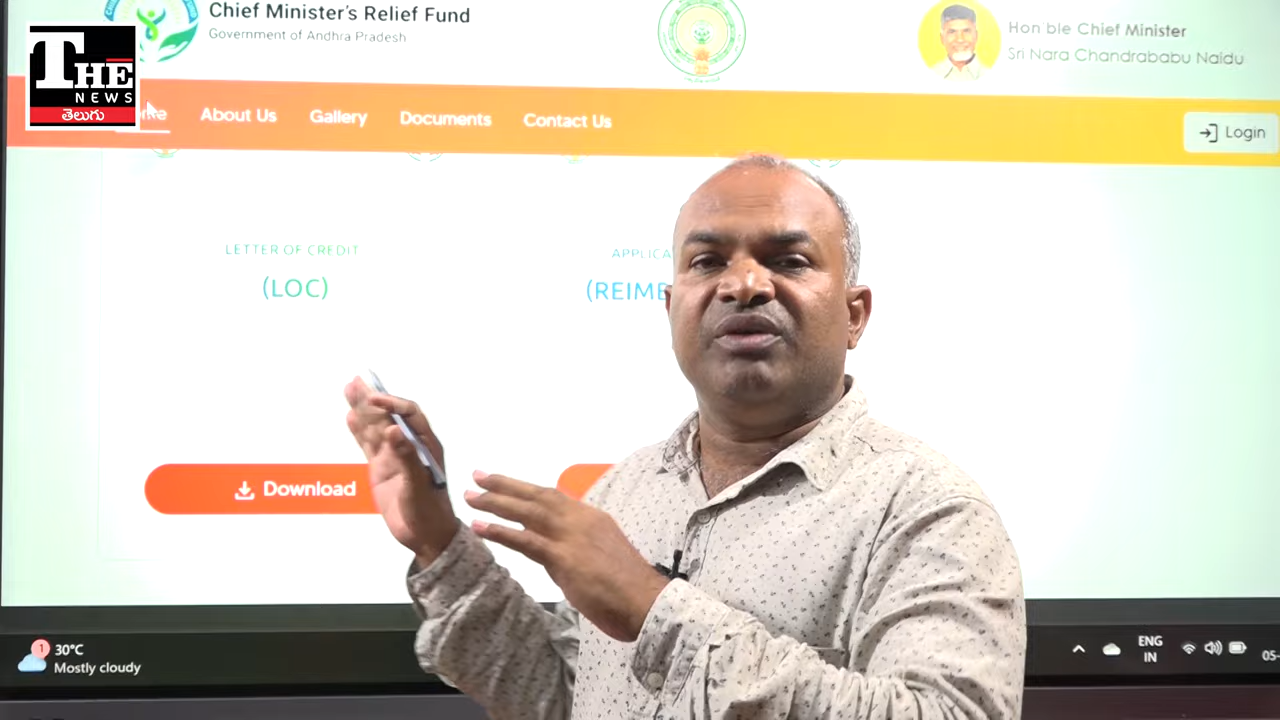 THE
NEWS
తెలుగు
Chief Minister's Relief Fund
Government of Andhra Pradesh
Hon'ble Chief Minister
Sri Nara Chandrababu Naidu
About Us
Gallery
Documents
Contact Us
Login
LETTER OF CREDIT
(LOC)
Download
30°C
Mostly cloudy
1
ENG
IN